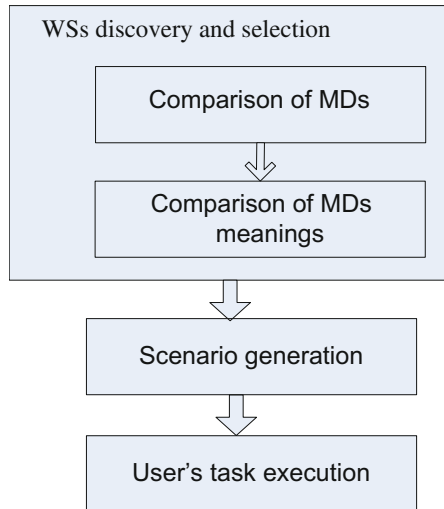 WSs discovery and selection
Comparison of MDs
Comparison of MDs
meanings
Scenario generation
User's task execution